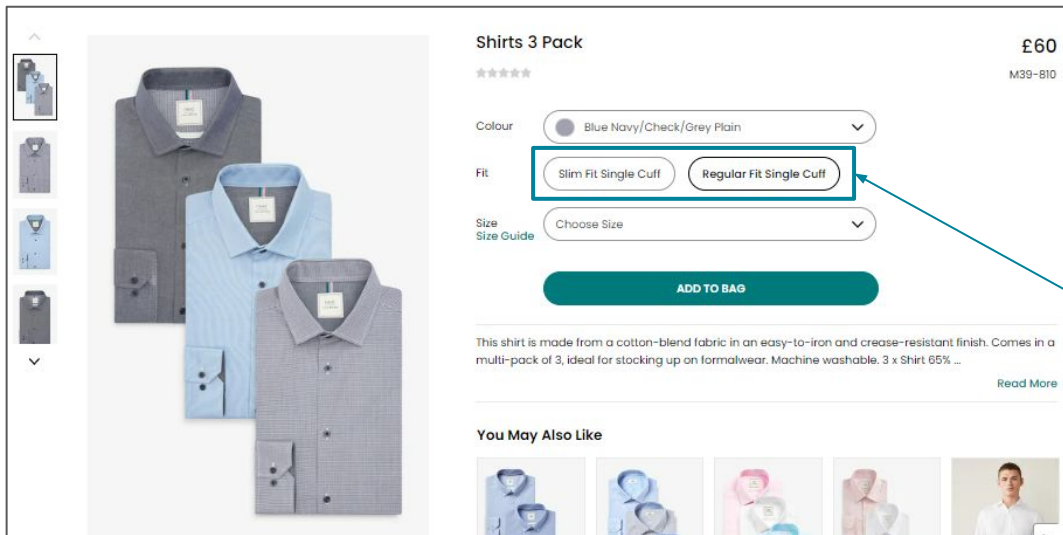 Shirts 3 Pack
£60
M39-810
Colour
Blue Navy/Check/Grey Plain
Fit
Slim Fit Single Cuff
Regular Fit Single Cuff
Size
Size Guide
Choose Size
ADD TO BAG
This shirt is made from a cotton-blend fabric in an easy-to-iron and crease-resistant finish. Comes in a
multi-pack of 3, ideal for stocking up on formalwear. Machine washable. 3 x Shirt 65% ...
Read More
You May Also Like